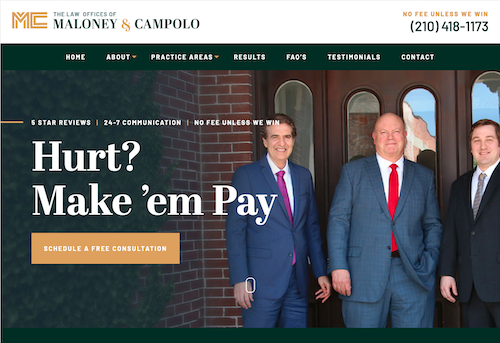 THE LAW OFFICES OF
MALONEY & CAMPOLO
NO FEE UNLESS WE WIN
(210) 418-1173
HOME ABOUT PRACTICE AREAS RESULTS FAQ'S TESTIMONIALS CONTACT
5 STAR REVIEWS | 24-7 COMMUNICATION | NO FEE UNLESS WE WIN
Hurt?
Make ’em Pay
SCHEDULE A FREE CONSULTATION